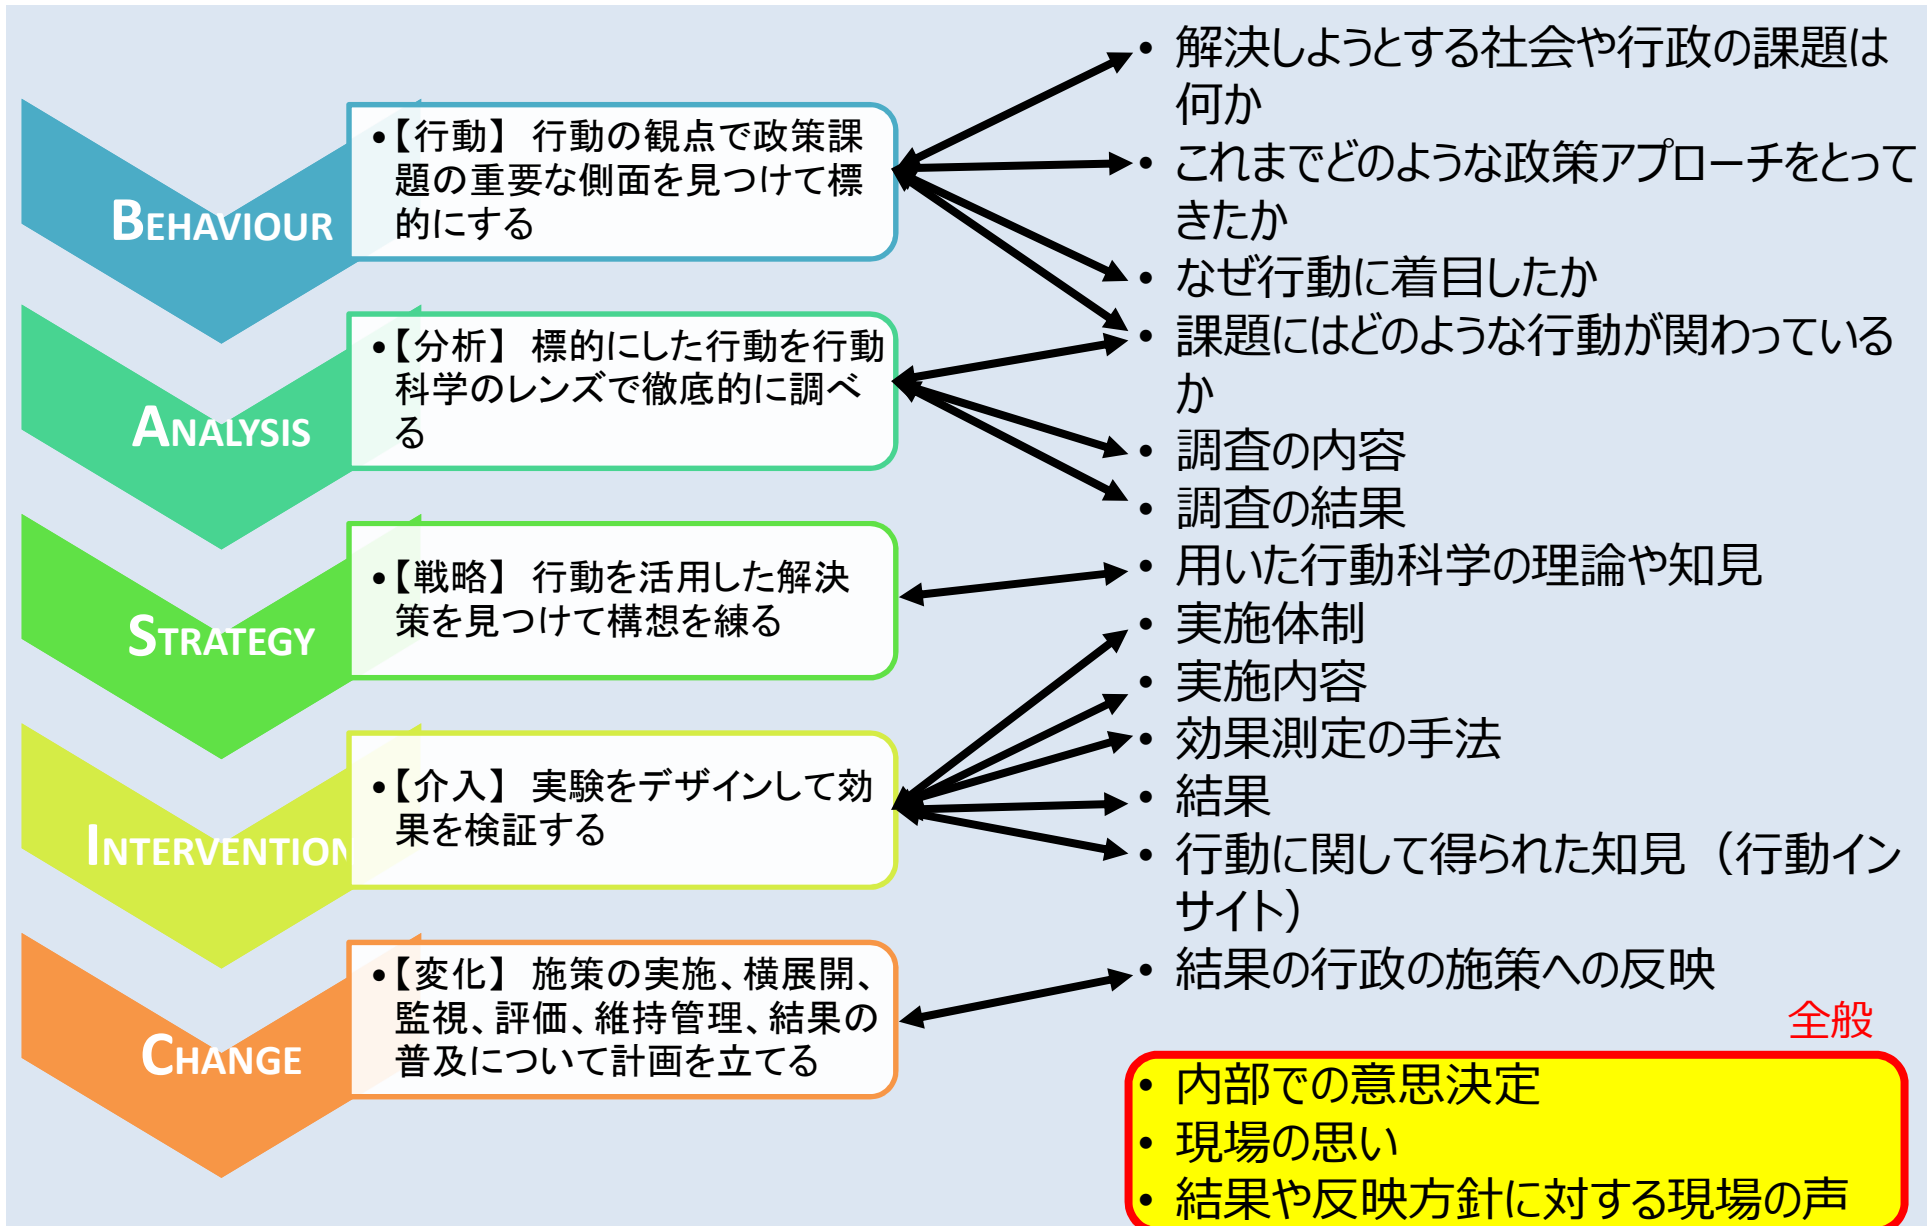 BEHAVIOUR
•【行動】 行動の観点で政策課
題の重要な側面を見つけて標
的にする
ANALYSIS
•【分析】 標的にした行動を行動
科学のレンズで徹底的に調べ
る
STRATEGY
•【戦略】 行動を活用した解決
策を見つけて構想を練る
INTERVENTION
•【介入】 実験をデザインして効
果を検証する
CHANGE
•【変化】 施策の実施、横展開、
監視、評価、維持管理、結果の
普及について計画を立てる
• 解決しようとする社会や行政の課題は
何か
• これまでどのような政策アプローチをとって
きたか
• なぜ行動に着目したか
• 課題にはどのような行動が関わっている
か
• 調査の内容
• 調査の結果
• 用いた行動科学の理論や知見
• 実施体制
• 実施内容
• 効果測定の手法
• 結果
• 行動に関して得られた知見（行動イン
サイト）
• 結果の行政の施策への反映
全般
• 内部での意思決定
• 現場の思い
• 結果や反映方針に対する現場の声